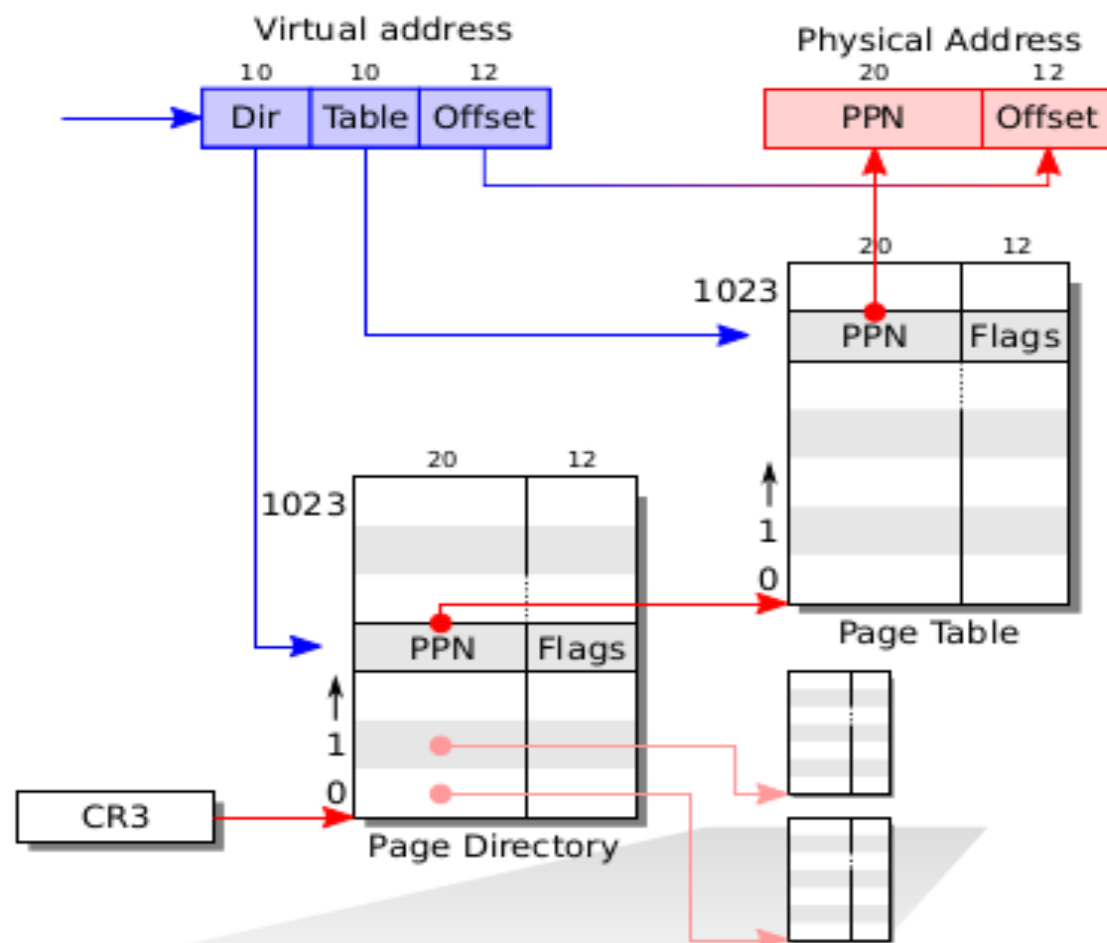 Virtual address
10 10 12
Dir Table Offset
Physical Address
20 12
PPN Offset
20 12
1023
PPN Flags
1
0
Page Table
20 12
1023
PPN Flags
1
0
Page Directory
CR3